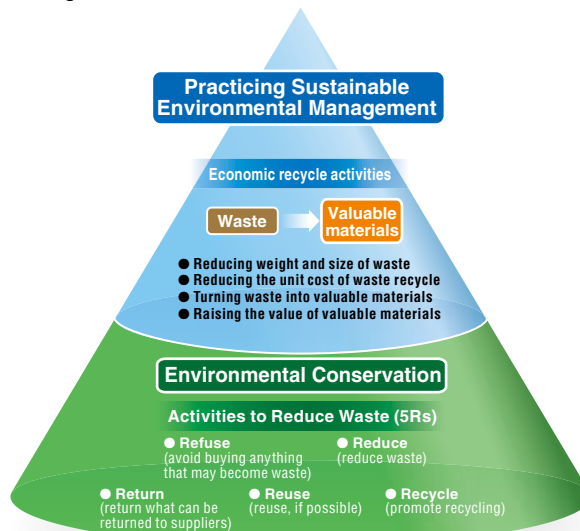 Practicing Sustainable
Environmental Management
Economic recycle activities
Waste
Valuable
materials
● Reducing weight and size of waste
● Reducing the unit cost of waste recycle
● Turning waste into valuable materials
● Raising the value of valuable materials
Environmental Conservation
Activities to Reduce Waste (5Rs)
● Refuse
(avoid buying anything
that may become waste)
● Reduce
(reduce waste)
● Return
(return what can be
returned to suppliers)
● Reuse
(reuse, if possible)
● Recycle
(promote recycling)